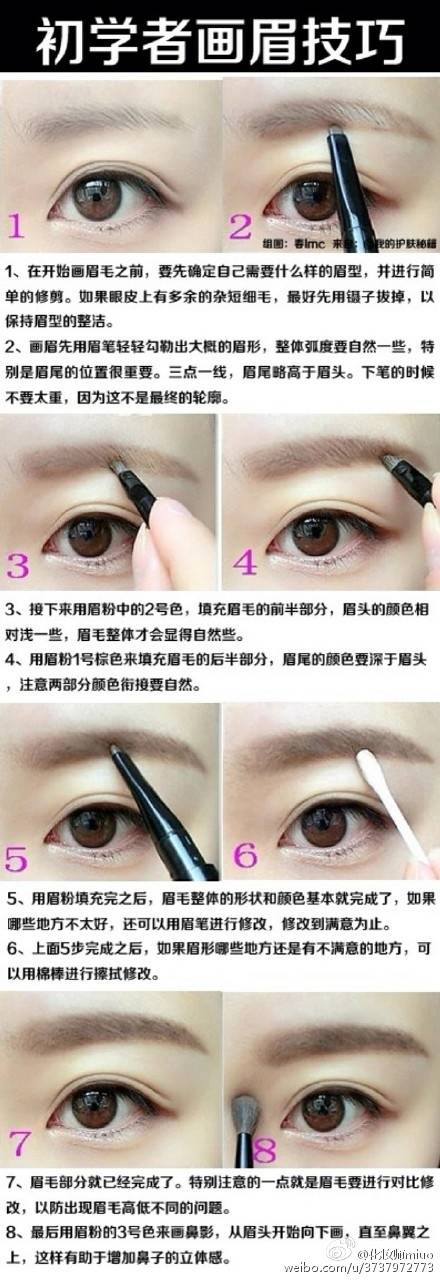 初学者画眉技巧
1
2
组图：春lmc 来自：我的护肤秘籍
1、在开始画眉毛之前，要先确定自己需要什么样的眉型，并进行简
单的修剪。如果眼皮上有多余的杂短细毛，最好先用镊子拔掉，以
保持眉型的整洁。
2、画眉先用眉笔轻轻勾勒出大概的眉形，整体弧度要自然一些，特
别是眉尾的位置很重要。三点一线，眉尾略高于眉头。下笔的时候
不要太重，因为这不是最终的轮廓。
3
4
3、接下来用眉粉中的2号色，填充眉毛的前半部分，眉头的颜色相
对浅一些，眉毛整体才会显得自然些。
4、用眉粉1号棕色来填充眉毛的后半部分，眉尾的颜色要深于眉头
，注意两部分颜色衔接要自然。
5
6
5、用眉粉填充完之后，眉毛整体的形状和颜色基本就完成了，如果
哪些地方不太好，还可以用眉笔进行修改，修改到满意为止。
6、上面5步完成之后，如果眉形哪些地方还是有不满意的地方，可
以用棉棒进行擦拭修改。
7
8
7、眉毛部分就已经完成了。特别注意的一点就是眉毛要进行对比修
改，以防出现眉毛高低不同的问题。
8、最后用眉粉的3号色来画鼻影，从眉头开始向下画，直至鼻翼之
上，这样有助于增加鼻子的立体感。
weibo.com/u/3737972773